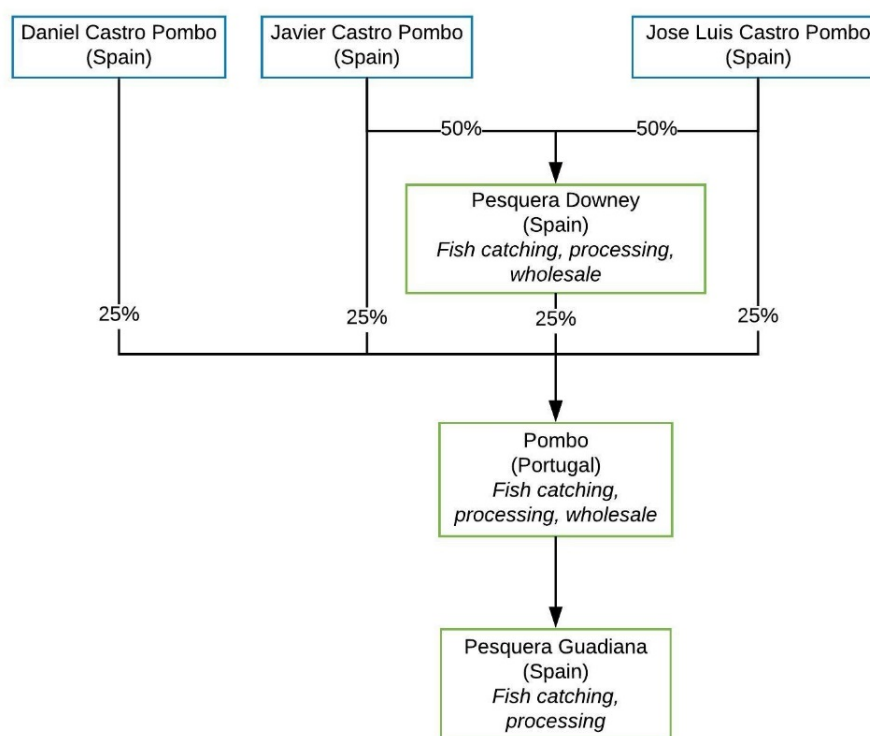 Daniel Castro Pombo
(Spain)
Javier Castro Pombo
(Spain)
Jose Luis Castro Pombo
(Spain)
50%
50%
Pesquera Downey
(Spain)
Fish catching, processing,
wholesale
25%
25%
25%
25%
Pombo
(Portugal)
Fish catching,
processing, wholesale
Pesquera Guadiana
(Spain)
Fish catching,
processing